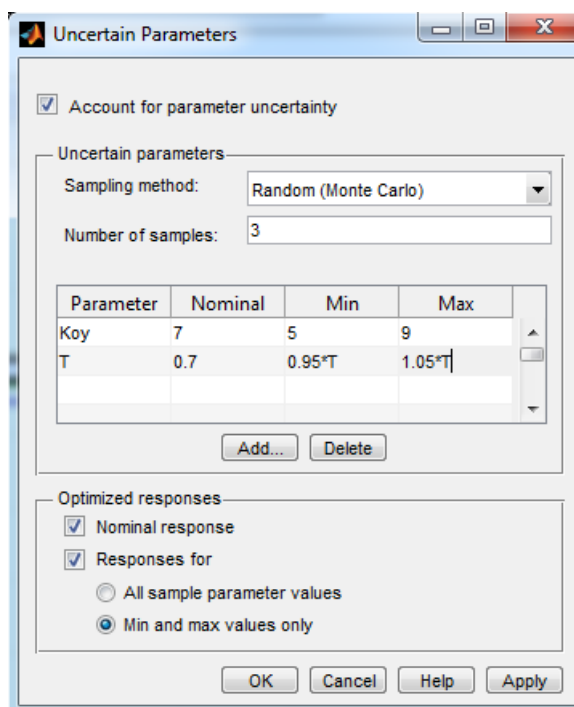 Uncertain Parameters
Account for parameter uncertainty
Uncertain parameters
Sampling method: Random (Monte Carlo)
Number of samples: 3
Parameter Nominal Min Max
Koy 7 5 9
T 0.7 0.95*T 1.05*T
Add... Delete
Optimized responses
Nominal response
Responses for
All sample parameter values
Min and max values only
OK Cancel Help Apply